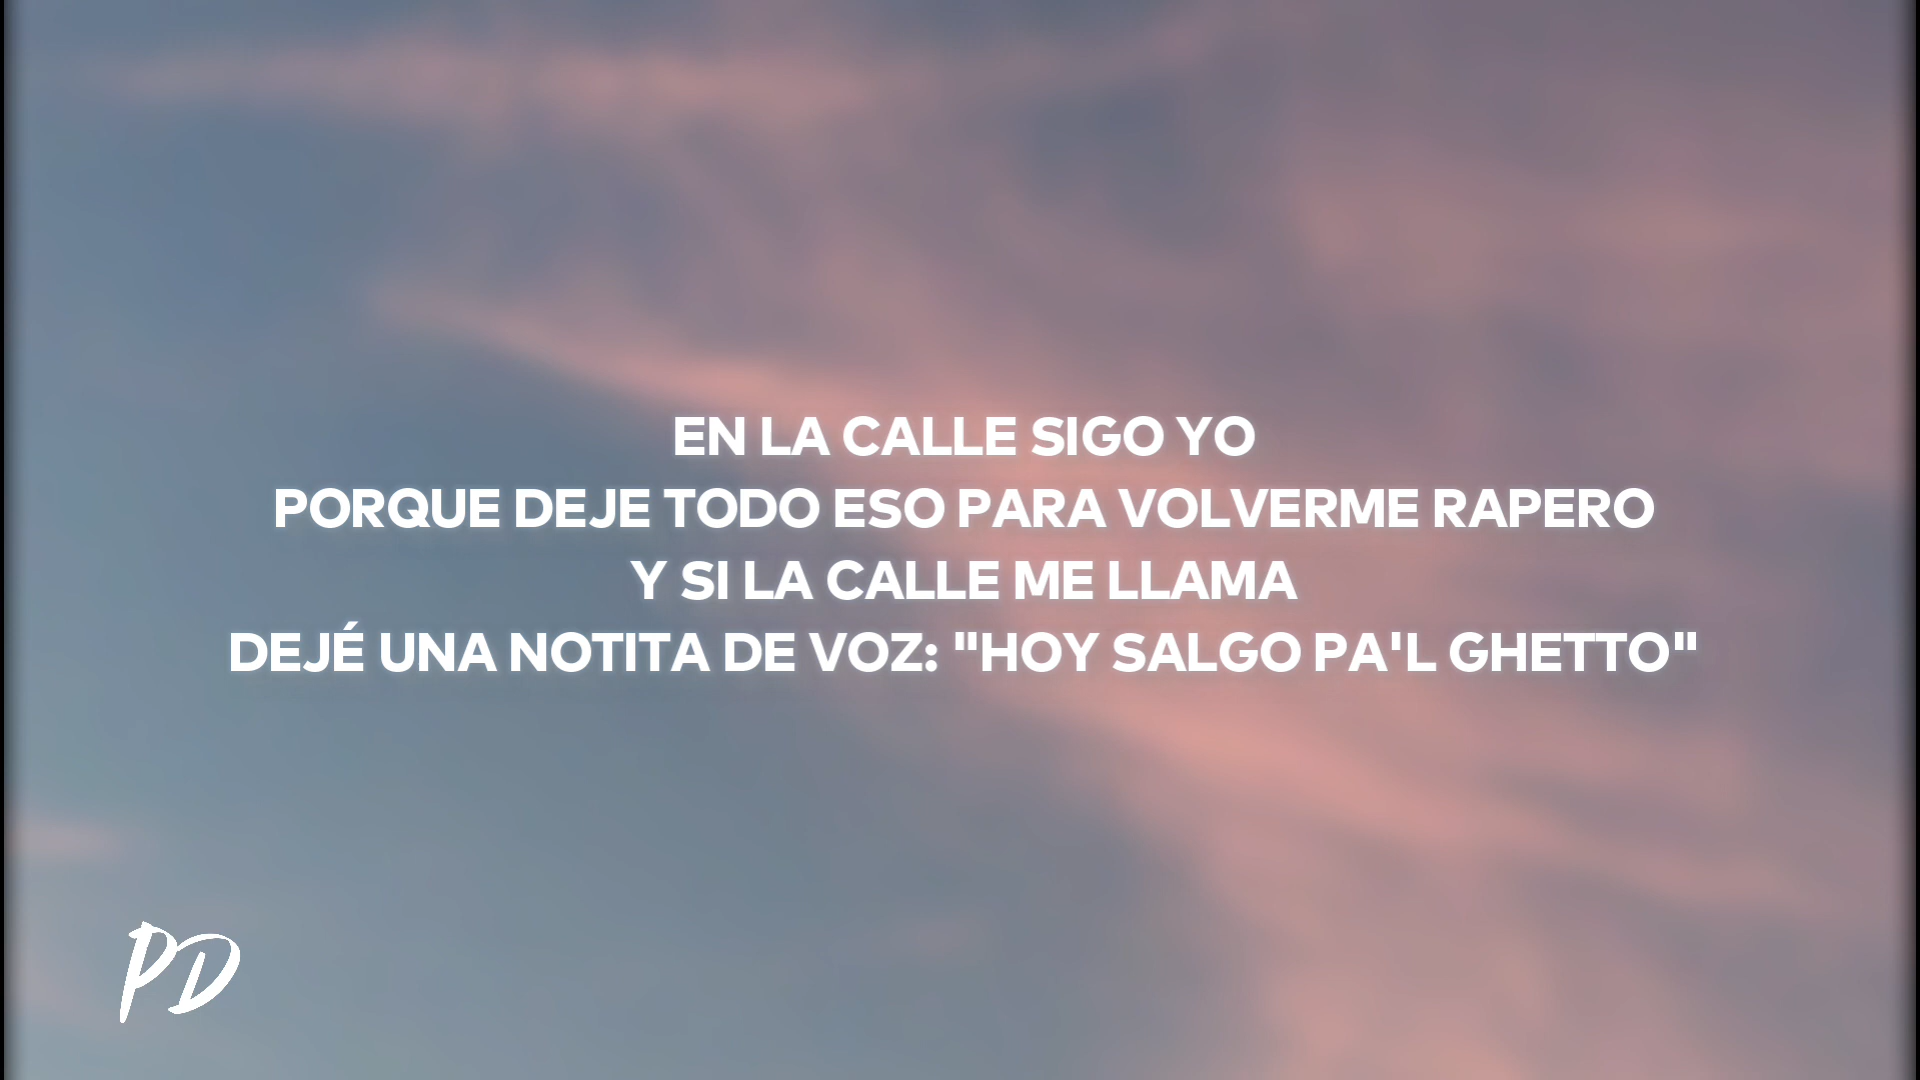 EN LA CALLE SIGO YO
PORQUE DEJE TODO ESO PARA VOLVERME RAPERO
Y SI LA CALLE ME LLAMA
DEJÉ UNA NOTITA DE VOZ: "HOY SALGO PA'L GHETTO"
PD